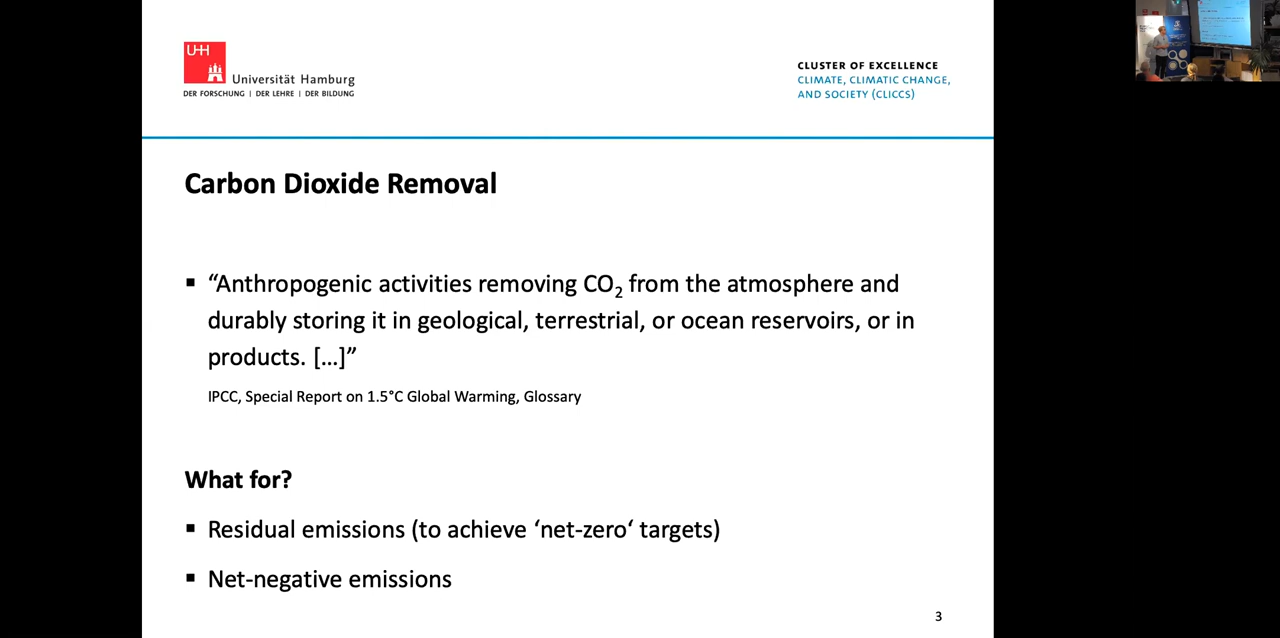 UHH
Universität Hamburg
DER FORSCHUNG | DER LEHRE | DER BILDUNG
CLUSTER OF EXCELLENCE
CLIMATE, CLIMATIC CHANGE,
AND SOCIETY (CLICCS)
Carbon Dioxide Removal
▪ “Anthropogenic activities removing CO₂ from the atmosphere and
durably storing it in geological, terrestrial, or ocean reservoirs, or in
products. […]”
IPCC, Special Report on 1.5°C Global Warming, Glossary
What for?
▪ Residual emissions (to achieve ‘net-zero‘ targets)
▪ Net-negative emissions
3